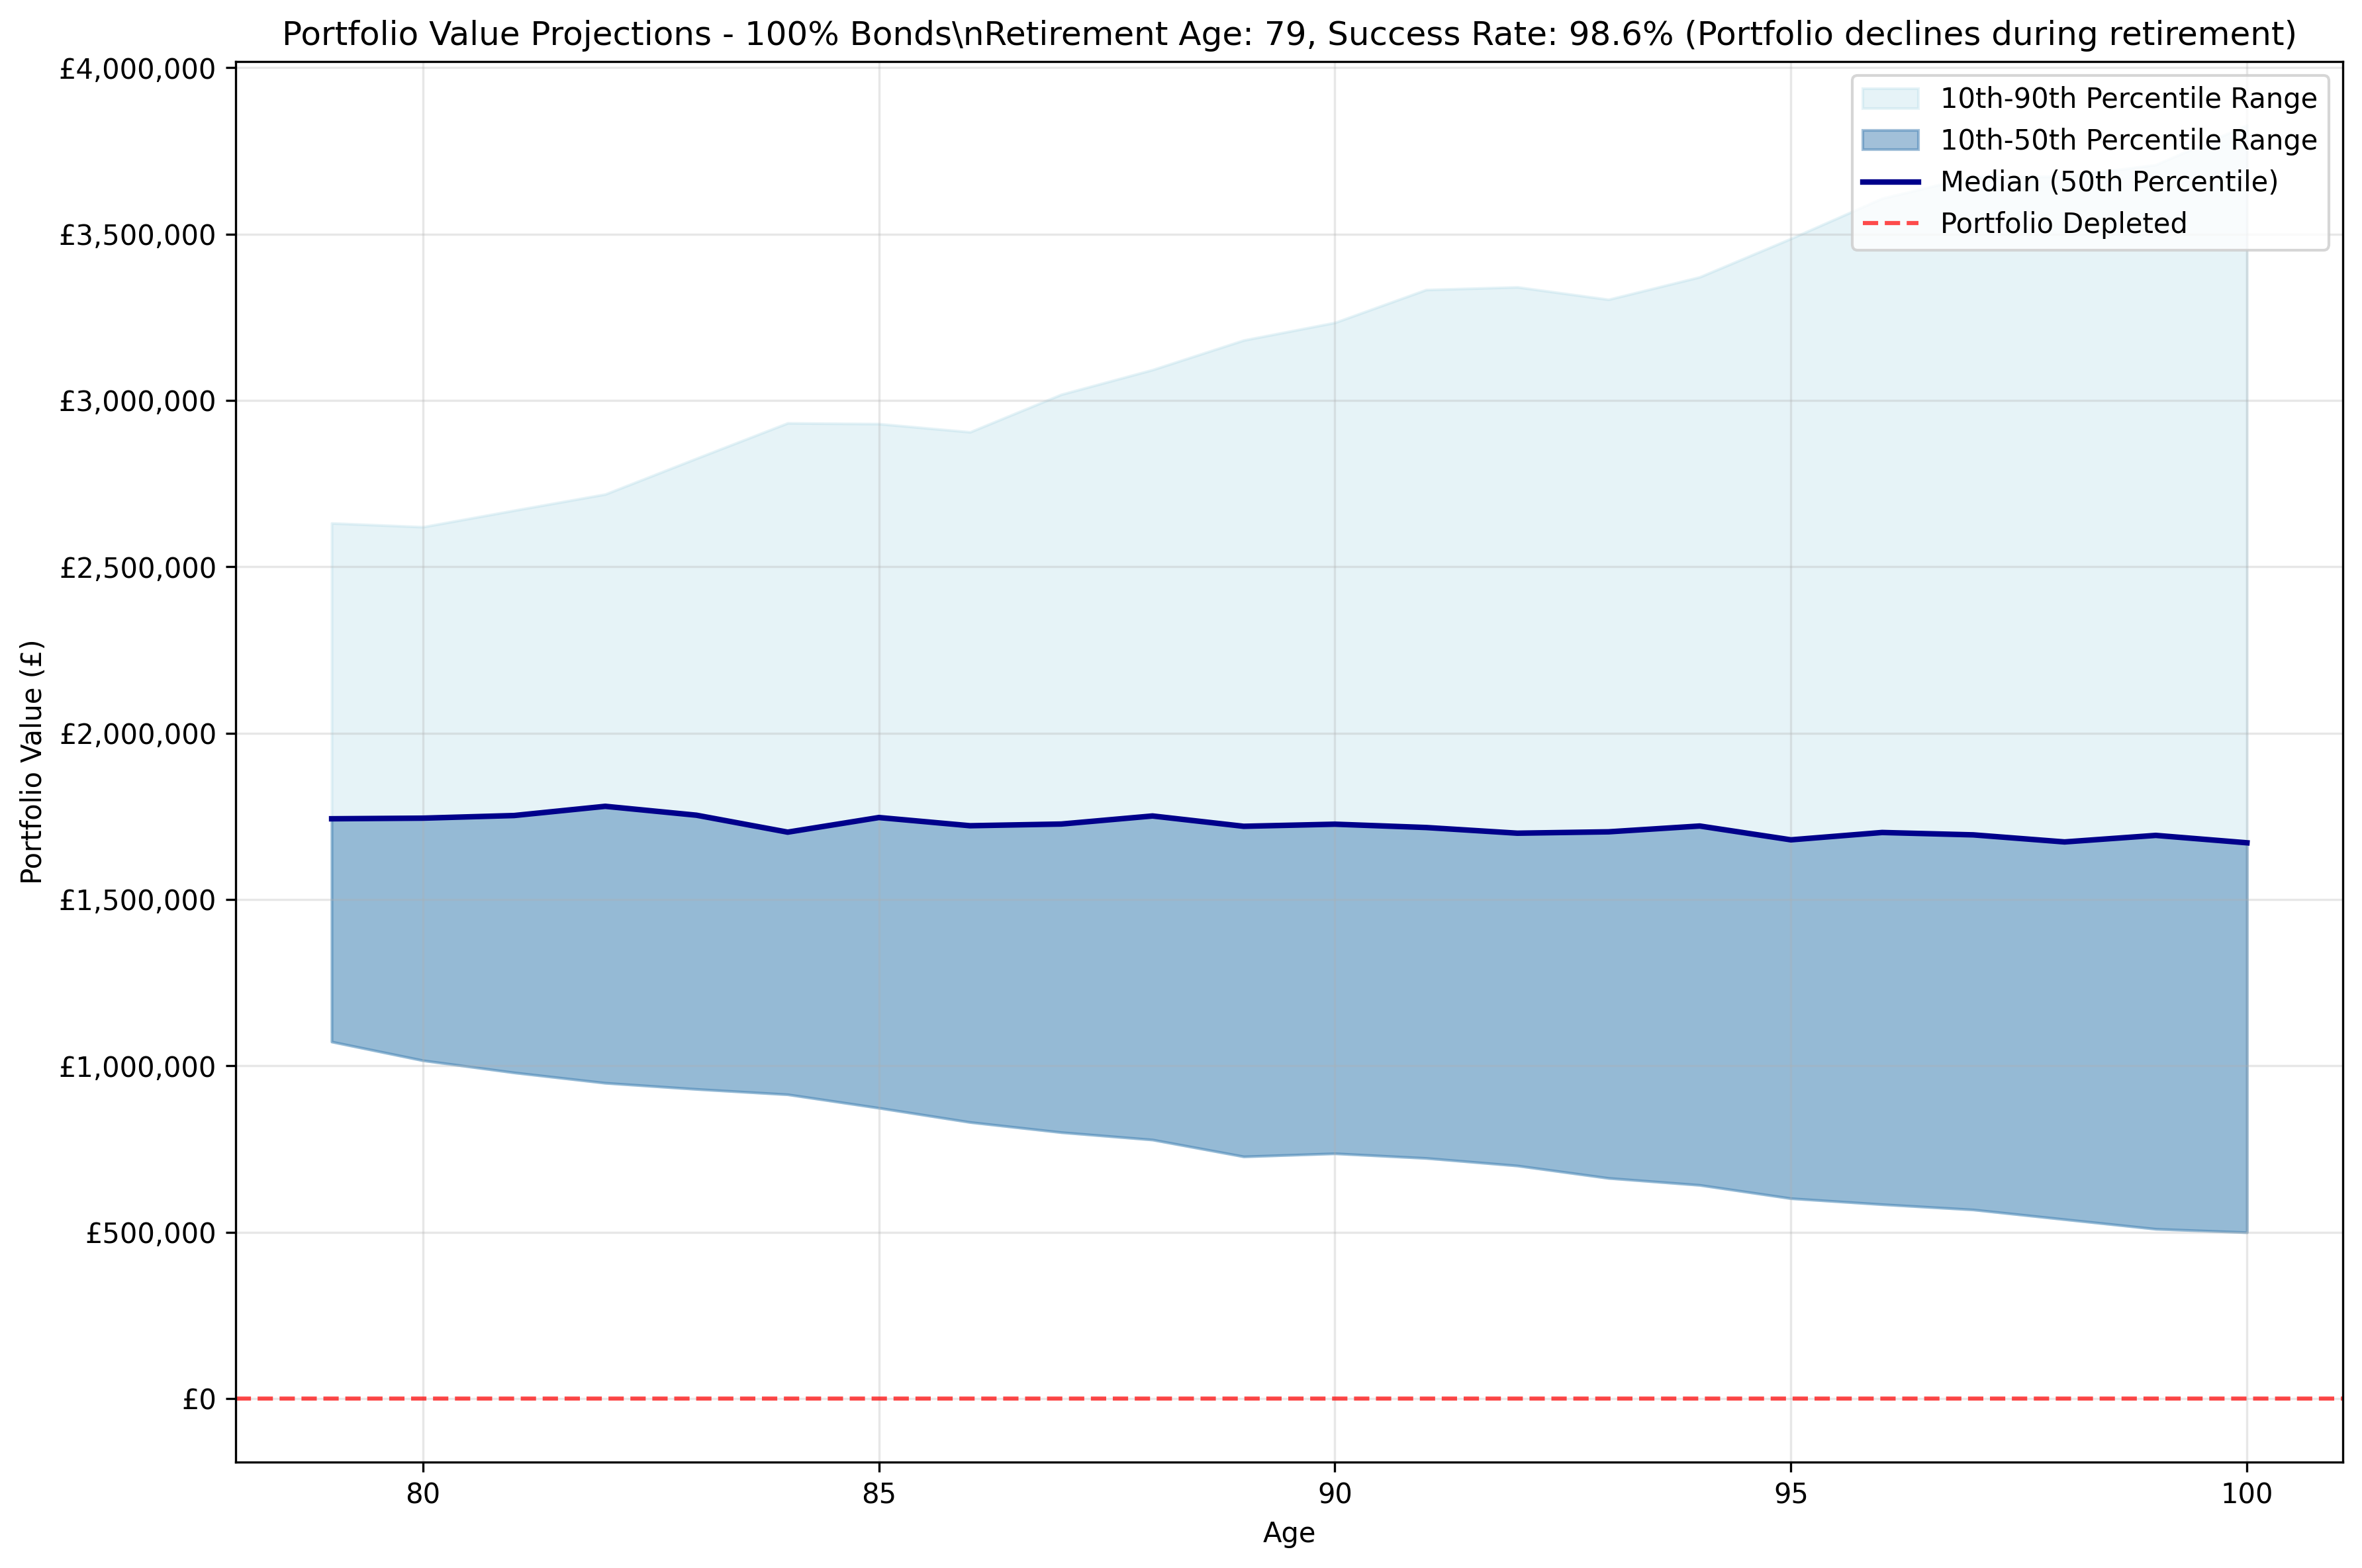 Portfolio Value Projections - 100% Bonds\nRetirement Age: 79, Success Rate: 98.6% (Portfolio declines during retirement)
£4,000,000
£3,500,000
£3,000,000
£2,500,000
£2,000,000
£1,500,000
£1,000,000
£500,000
£0
Portfolio Value (£)
10th-90th Percentile Range
10th-50th Percentile Range
Median (50th Percentile)
Portfolio Depleted
80
85
90
95
100
Age